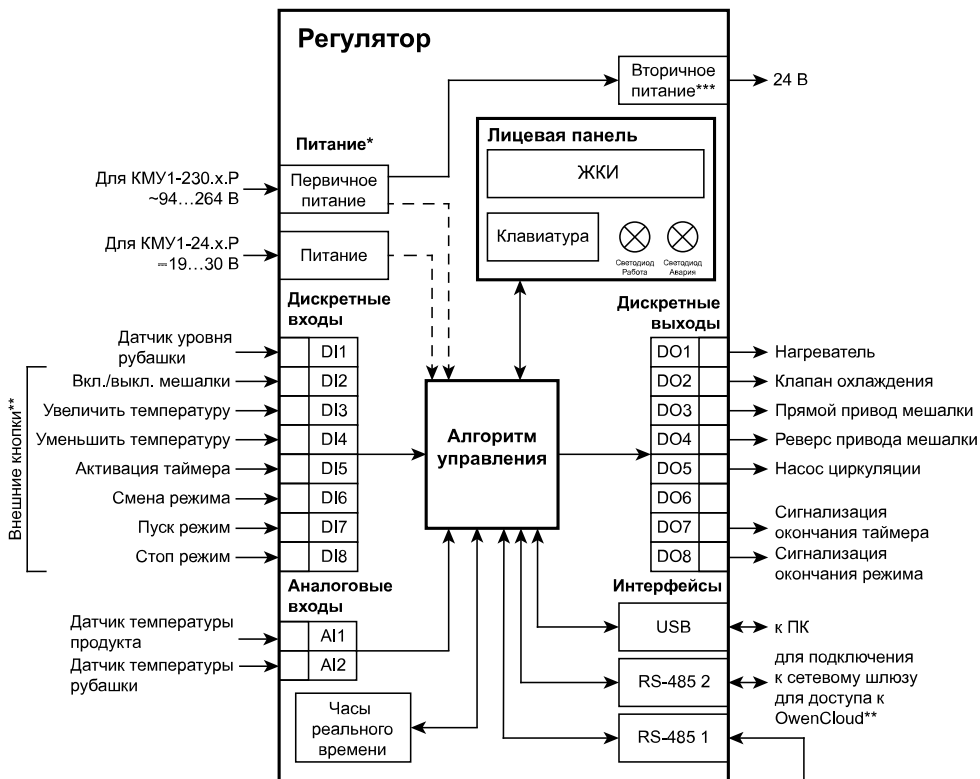 Регулятор
Вторичное
питание***
24 В
Лицевая панель
ЖКИ
Клавиатура
Светодиод
Работа
Светодиод
Авария
Питание*
Для КМУ1-230.х.Р
~94...264 В
Первичное
питание
Для КМУ1-24.х.Р
⎓19...30 В
Питание
Дискретные
входы
Датчик уровня
рубашки
DI1
Внешние кнопки**
Вкл./выкл. мешалки
DI2
Увеличить температуру
DI3
Уменьшить температуру
DI4
Активация таймера
DI5
Смена режима
DI6
Пуск режим
DI7
Стоп режим
DI8
Алгоритм
управления
Дискретные
выходы
DO1
Нагреватель
DO2
Клапан охлаждения
DO3
Прямой привод мешалки
DO4
Реверс привода мешалки
DO5
Насос циркуляции
DO6
DO7
Сигнализация
окончания таймера
DO8
Сигнализация
окончания режима
Аналоговые
входы
Датчик температуры
продукта
AI1
Датчик температуры
рубашки
AI2
Часы
реального
времени
Интерфейсы
USB
к ПК
RS-485 2
для подключения
к сетевому шлюзу
для доступа к
OwenCloud**
RS-485 1